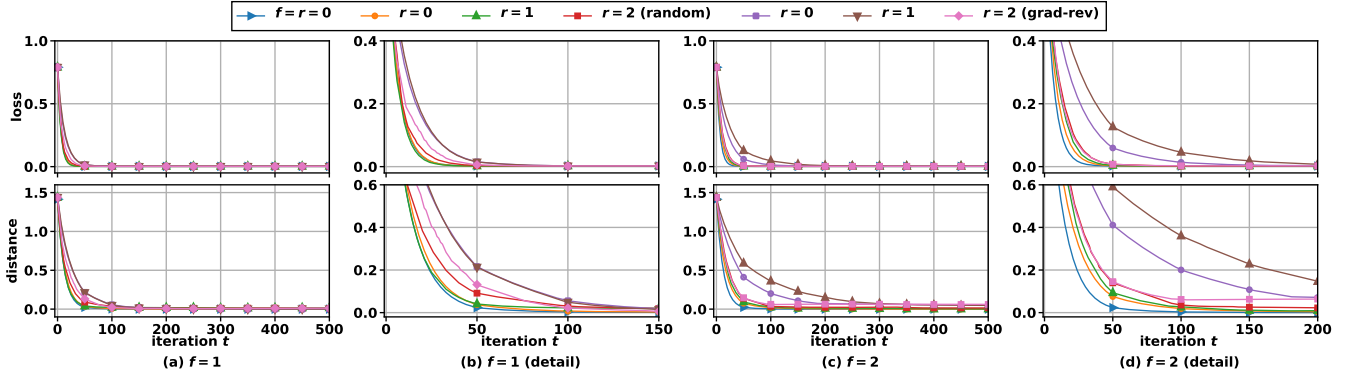 f = r = 0 r = 0 r = 1 r = 2 (random) r = 0 r = 1 r = 2 (grad-rev)
loss
1.0
0.5
0.0
0.4
0.2
0.0
1.0
0.5
0.0
0.4
0.2
0.0
distance
1.5
1.0
0.5
0.0
0 100 200 300 400 500
iteration t
(a) f = 1
0.6
0.4
0.2
0.0
0 50 100 150
iteration t
(b) f = 1 (detail)
1.5
1.0
0.5
0.0
0 100 200 300 400 500
iteration t
(c) f = 2
0.6
0.4
0.2
0.0
0 50 100 150 200
iteration t
(d) f = 2 (detail)